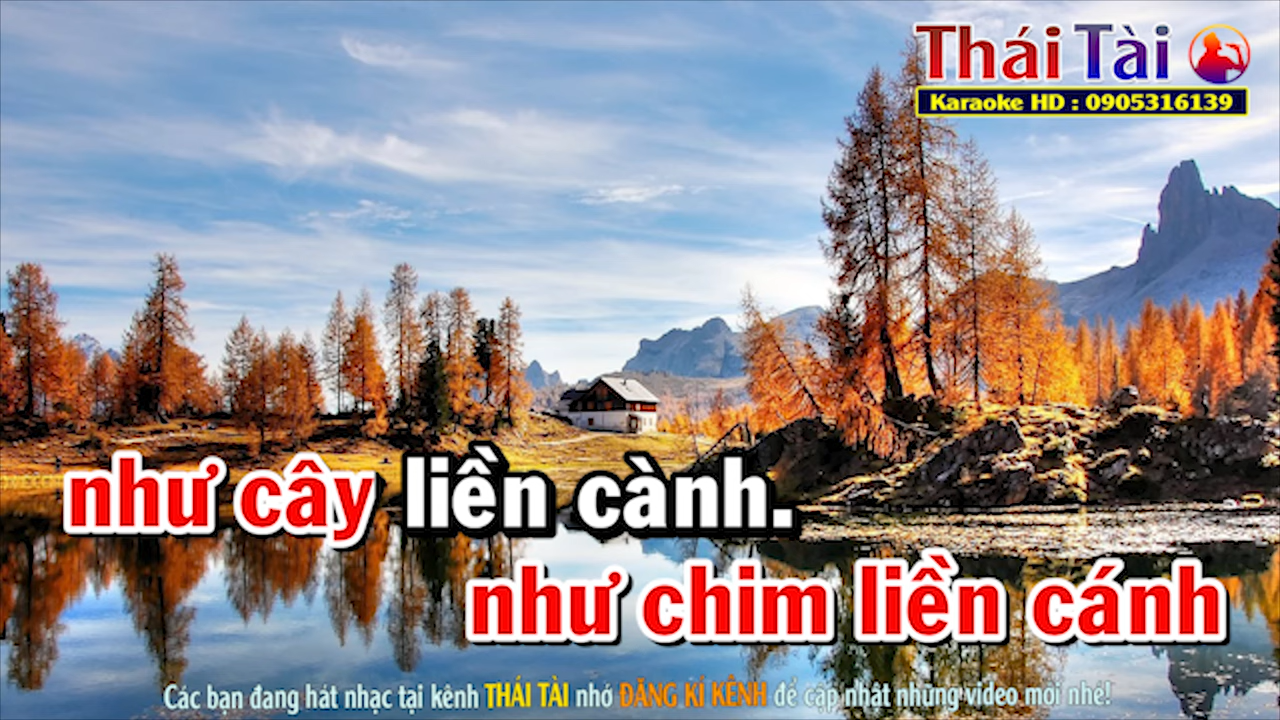 Thái Tài
Karaoke HD : 0905316139
như cây liền cành.
như chim liền cánh
Các bạn đang hát nhạc tại kênh THÁI TÀI nhớ ĐĂNG KÍ KÊNH để cập nhật những video mới nhé!